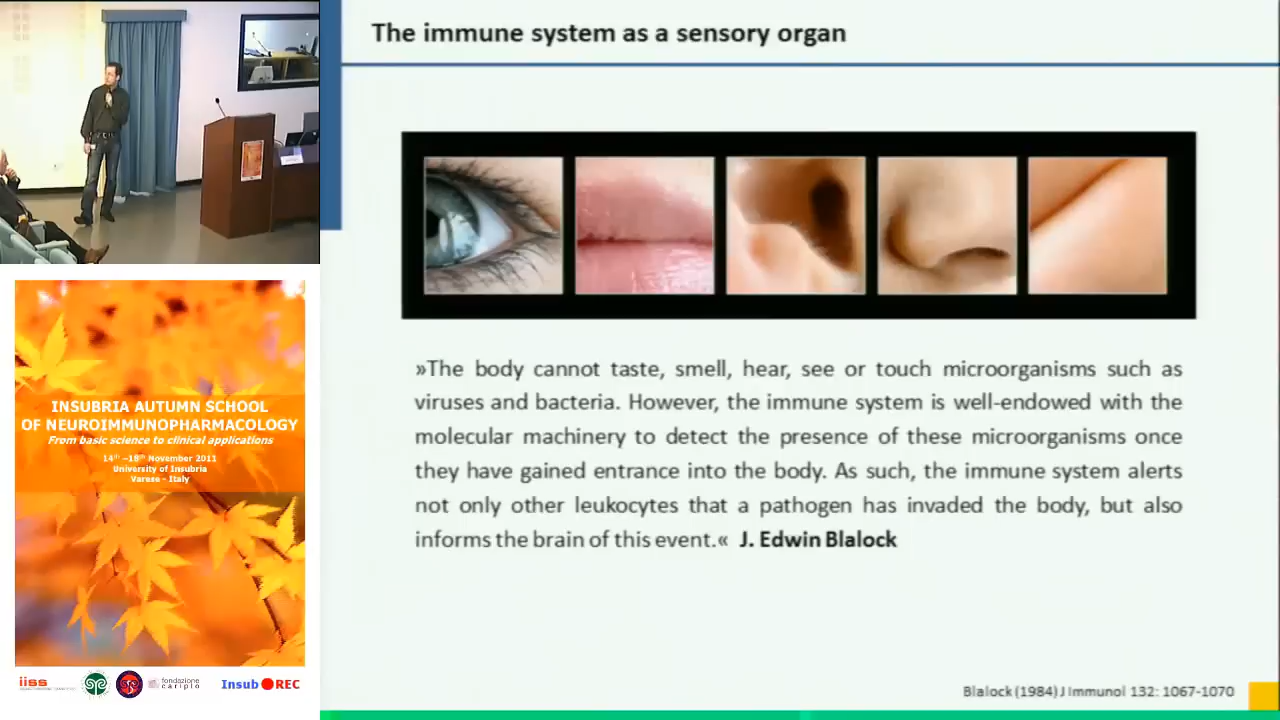 The immune system as a sensory organ
»The body cannot taste, smell, hear, see or touch microorganisms such as
viruses and bacteria. However, the immune system is well-endowed with the
molecular machinery to detect the presence of these microorganisms once
they have gained entrance into the body. As such, the immune system alerts
not only other leukocytes that a pathogen has invaded the body, but also
informs the brain of this event.« J. Edwin Blalock
Blalock (1984) J Immunol 132: 1067-1070
INSUBRIA AUTUMN SCHOOL
OF NEUROIMMUNOPHARMACOLOGY
From basic science to clinical applications
14th –18th November 2011
University of Insubria
Varese - Italy
iiss
fondazione
cariplo
Insub REC